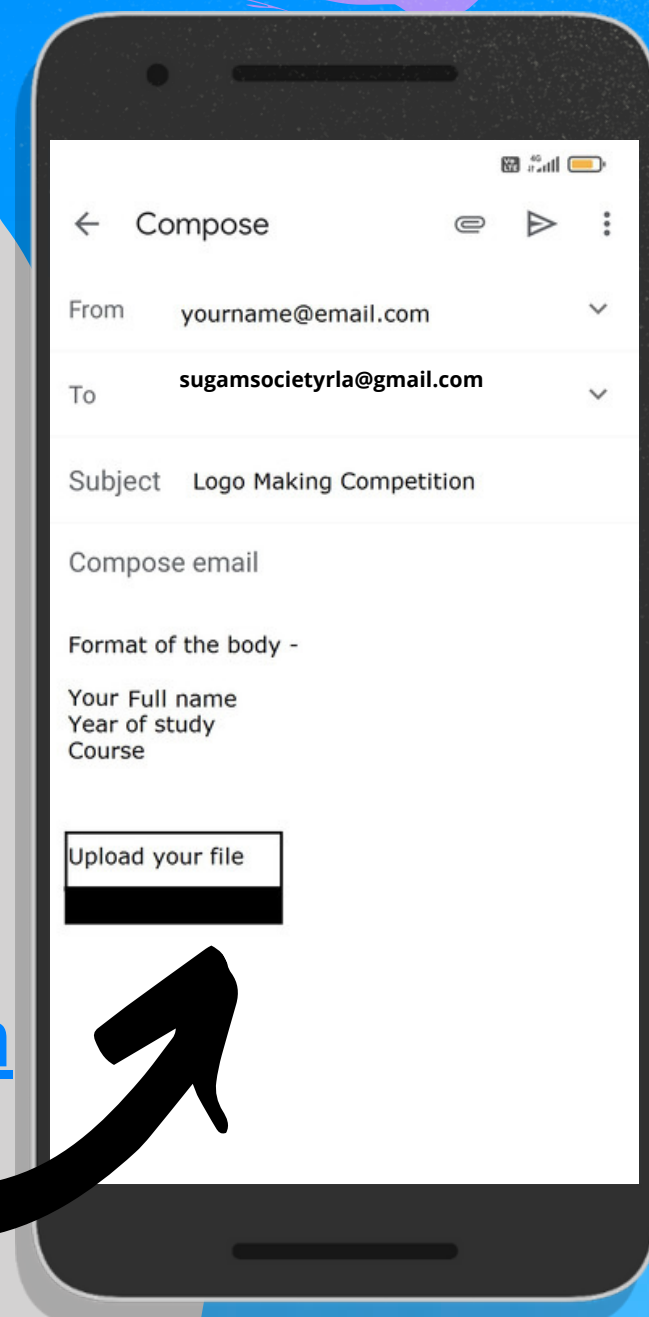 Compose
From yourname@email.com
To sugamsocietyrla@gmail.com
Subject Logo Making Competition
Compose email
Format of the body -
Your Full name
Year of study
Course
Upload your file